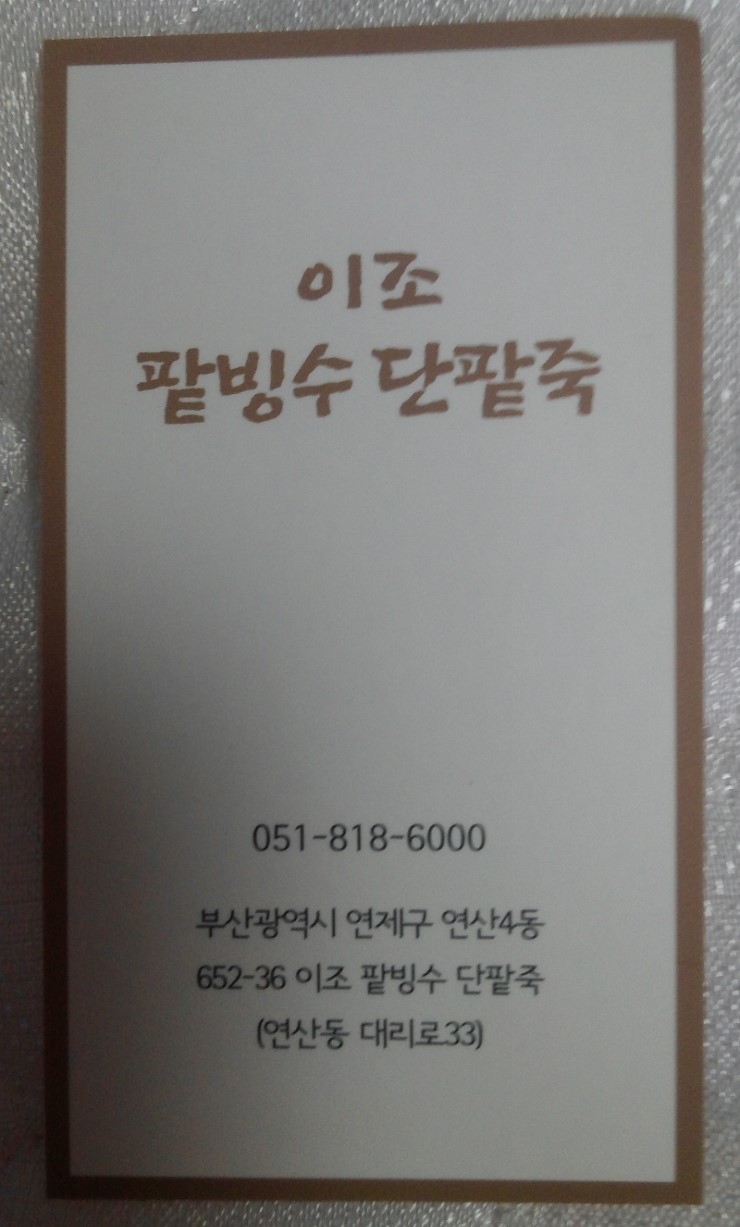 이조
팥빙수 단팥죽
051-818-6000
부산광역시 연제구 연산4동
652-36 이조 팥빙수 단팥죽
(연산동 대리로33)